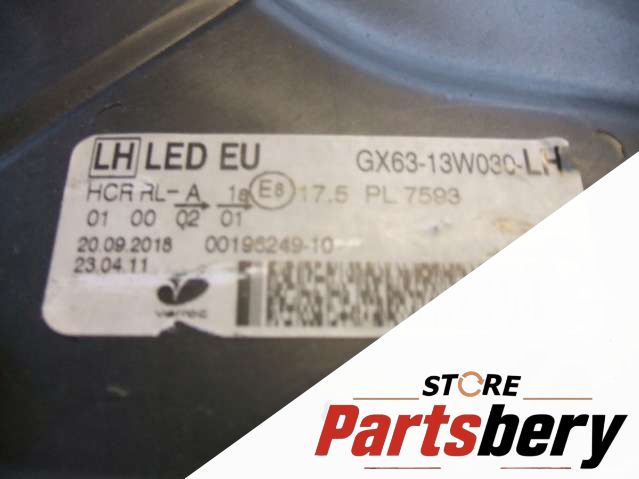 LH LED EU GX63-13W030-LH
HCR RL- A 1a E8 17.5 PL 7593
01 00 02 01
20.09.2018 00196249-10
23.04.11
STORE
Partsbery